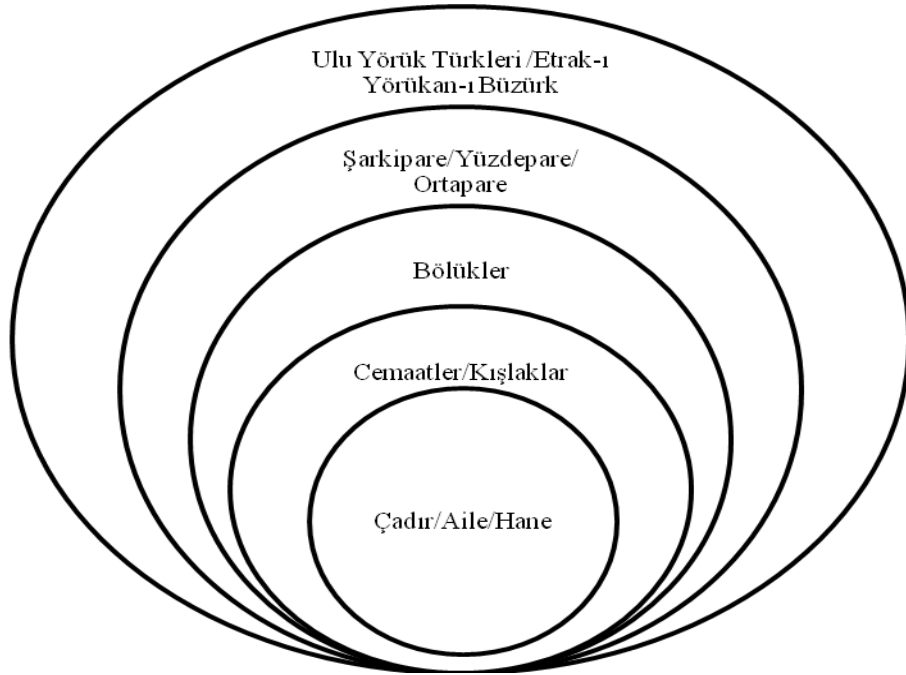 Ulu Yörük Türkleri /Etrak-ı
Yörükan-ı Büzürk
Şarkipare/Yüzdepare/
Ortapare
Bölükler
Cemaatler/Kışlaklar
Çadır/Aile/Hane